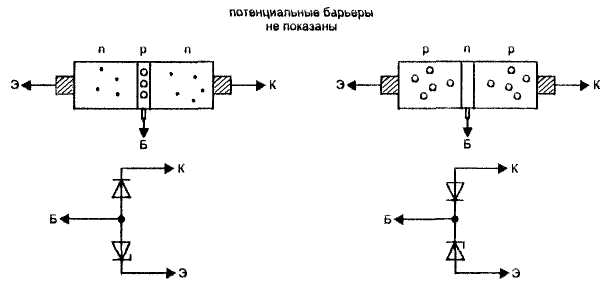 потенциальные барьеры
не показаны
п р п
р п р
Э К
Э К
Б
Б
К
К
Б
Б
Э
Э